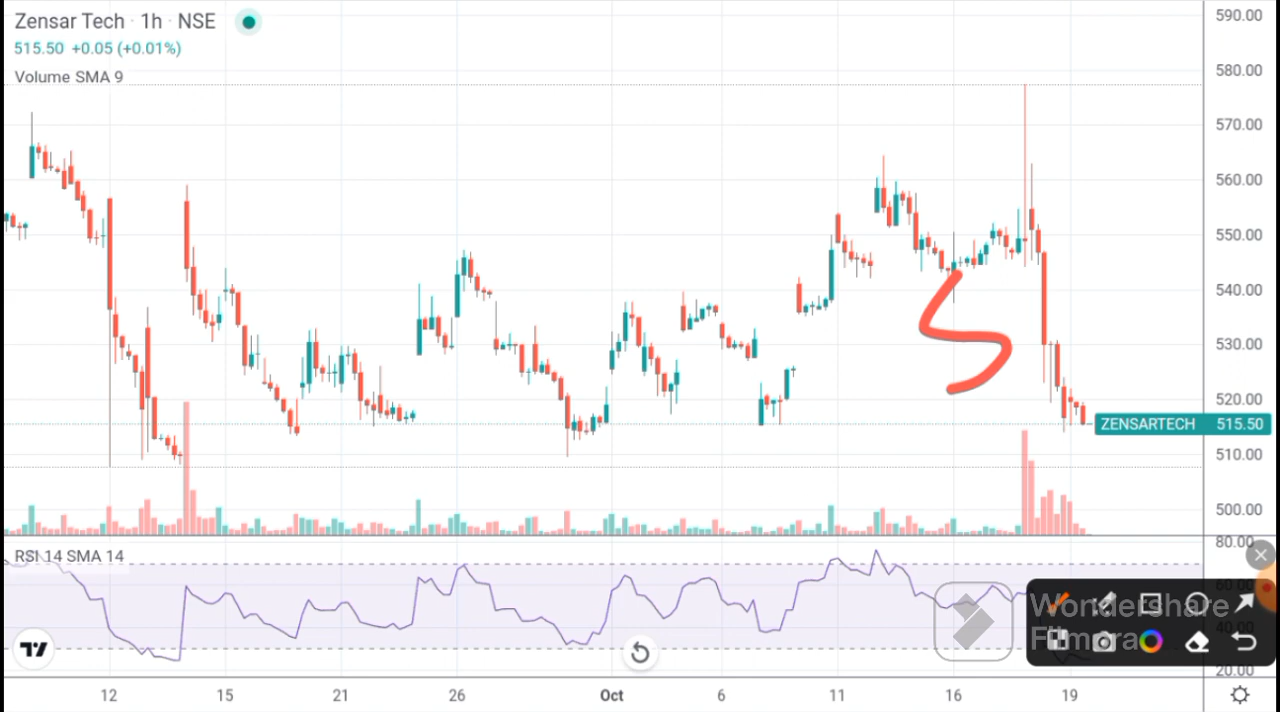 Zensar Tech · 1h · NSE
515.50 +0.05 (+0.01%)
Volume SMA 9
590.00
580.00
570.00
560.00
550.00
540.00
530.00
520.00
ZENSARTECH 515.50
510.00
500.00
80.00
RSI 14 SMA 14
60.00
40.00
20.00
Wondershare
Filmora
12 15 21 26 Oct 6 11 16 19
S